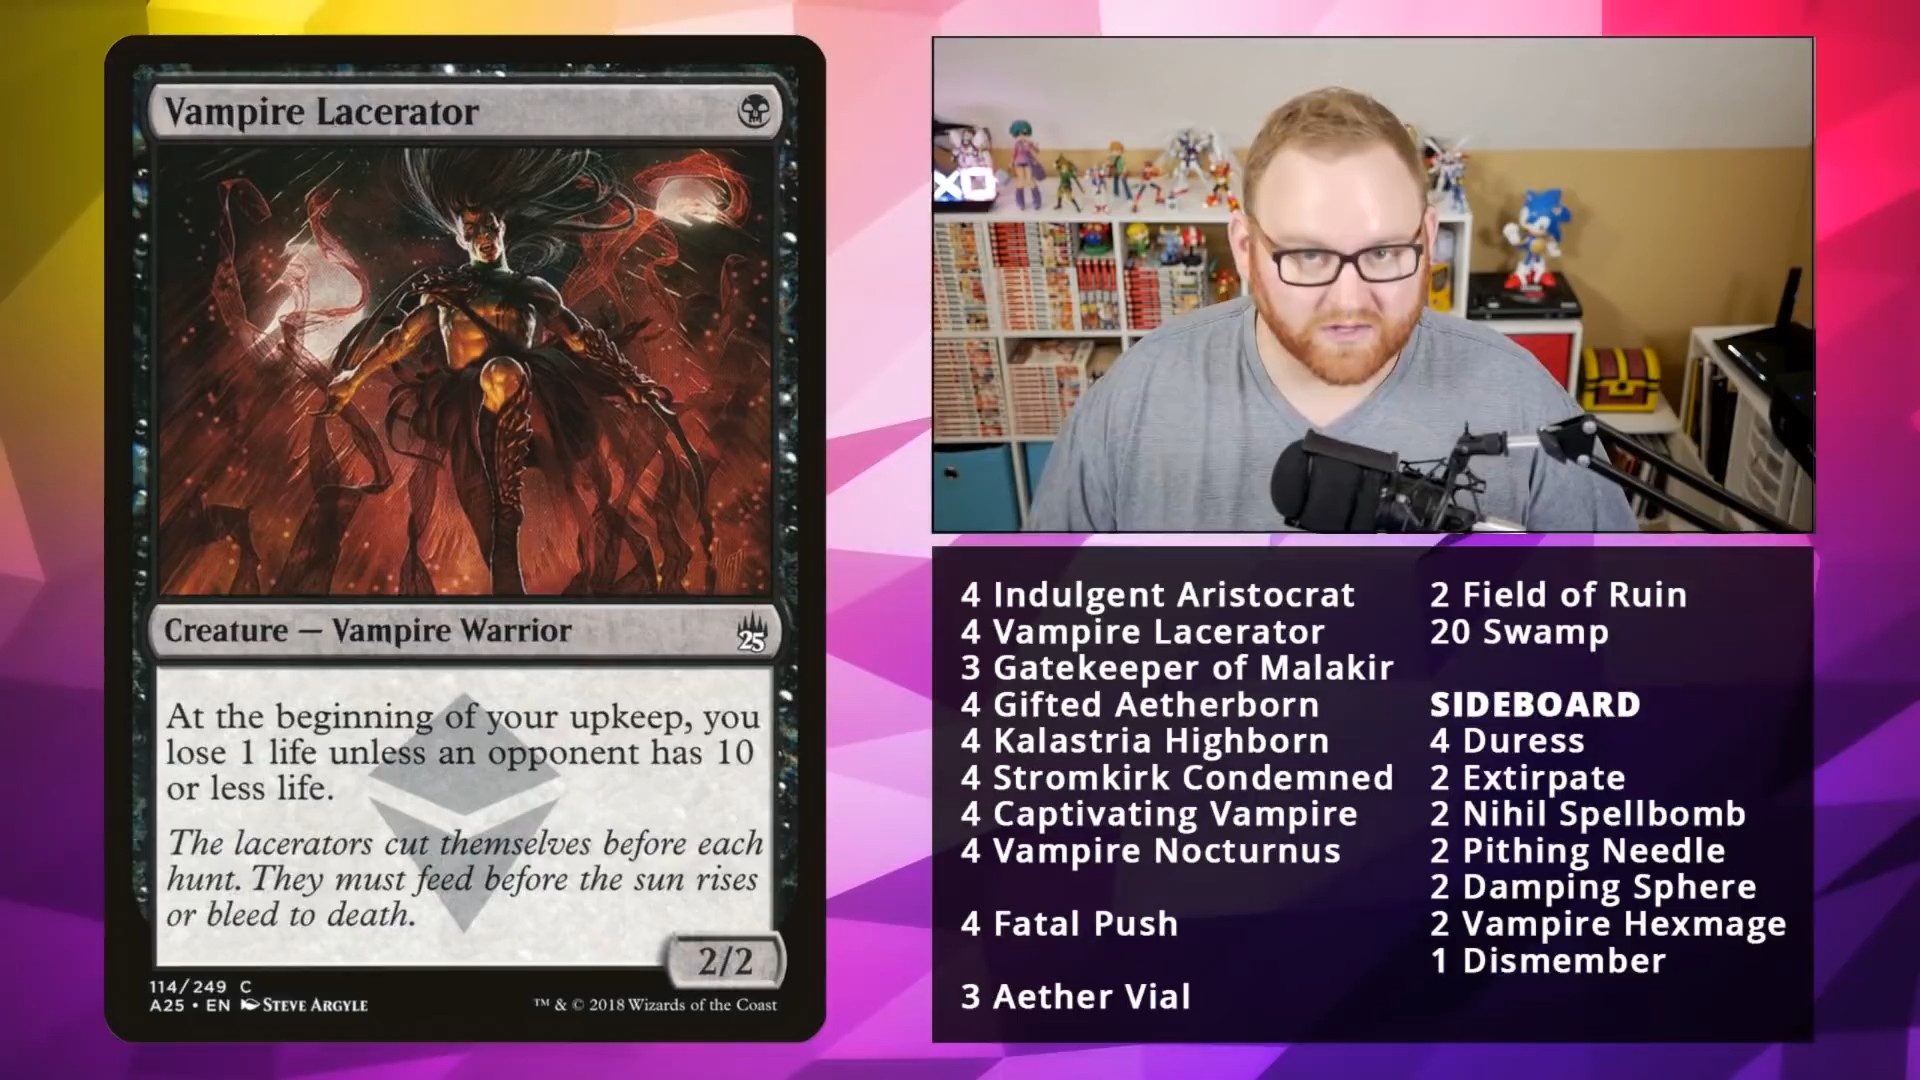 Vampire Lacerator
Creature — Vampire Warrior
25
At the beginning of your upkeep, you
lose 1 life unless an opponent has 10
or less life.
The lacerators cut themselves before each
hunt. They must feed before the sun rises
or bleed to death.
2/2
114/249 C
A25 • EN STEVE ARGYLE
™ & © 2018 Wizards of the Coast
4 Indulgent Aristocrat
4 Vampire Lacerator
3 Gatekeeper of Malakir
4 Gifted Aetherborn
4 Kalastria Highborn
4 Stromkirk Condemned
4 Captivating Vampire
4 Vampire Nocturnus
4 Fatal Push
3 Aether Vial
2 Field of Ruin
20 Swamp
SIDEBOARD
4 Duress
2 Extirpate
2 Nihil Spellbomb
2 Pithing Needle
2 Damping Sphere
2 Vampire Hexmage
1 Dismember